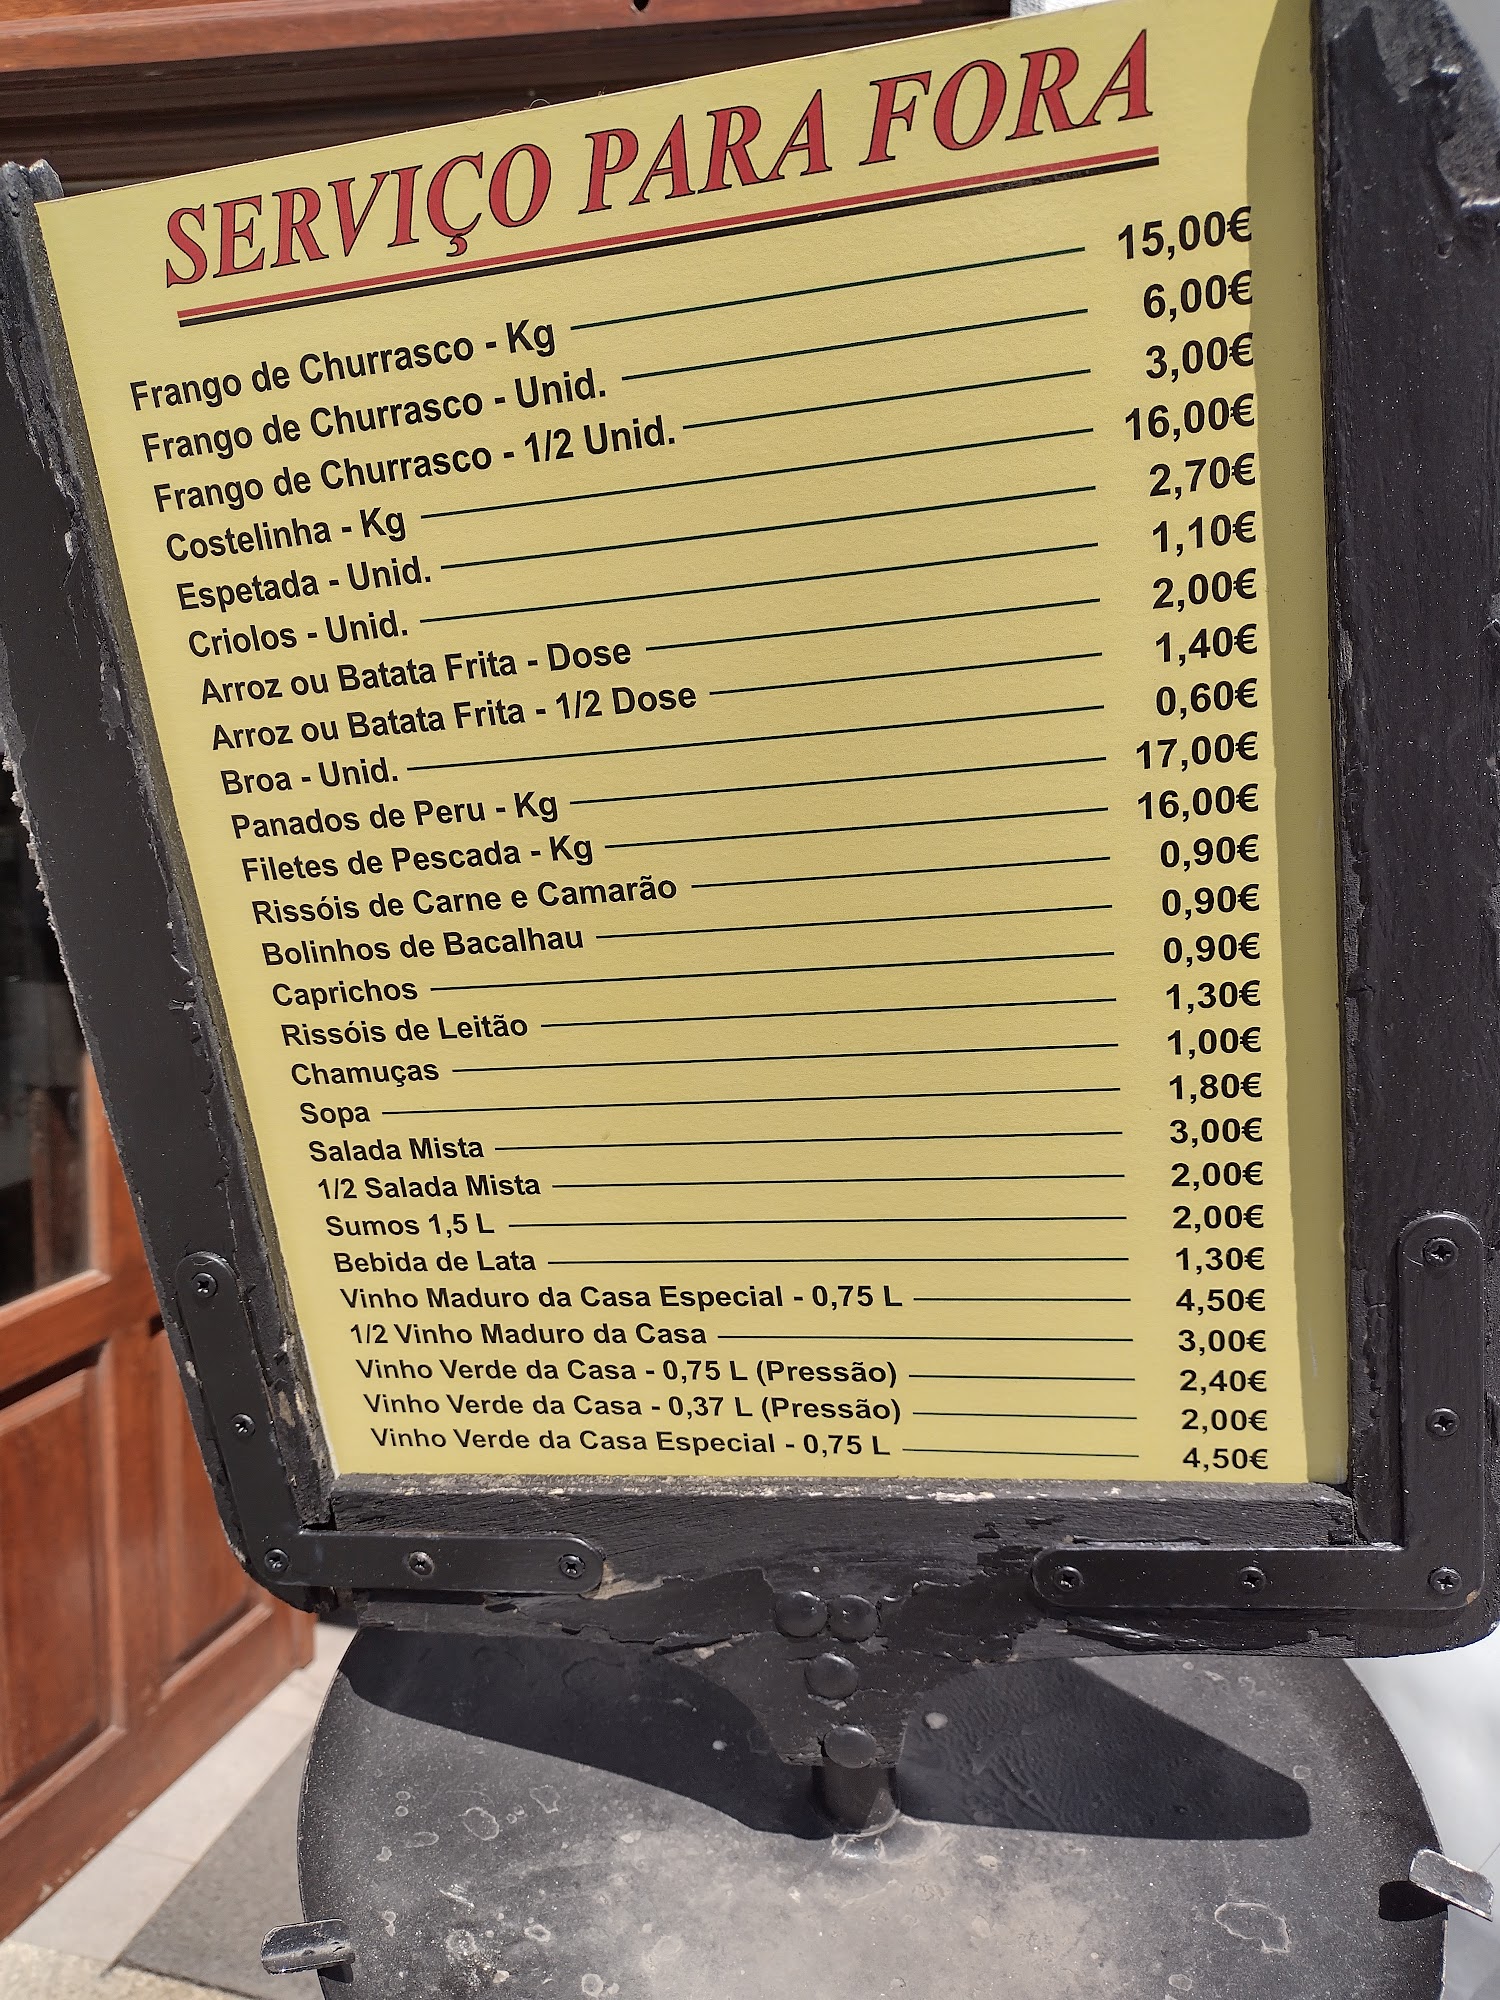 SERVIÇO PARA FORA
Frango de Churrasco - Kg 15,00€
Frango de Churrasco - Unid. 6,00€
Frango de Churrasco - 1/2 Unid. 3,00€
Costelinha - Kg 16,00€
Espetada - Unid. 2,70€
Criolos - Unid. 1,10€
Arroz ou Batata Frita - Dose 2,00€
Arroz ou Batata Frita - 1/2 Dose 1,40€
Broa - Unid. 0,60€
Panados de Peru - Kg 17,00€
Filetes de Pescada - Kg 16,00€
Rissóis de Carne e Camarão 0,90€
Bolinhos de Bacalhau 0,90€
Caprichos 0,90€
Rissóis de Leitão 1,30€
Chamuças 1,00€
Sopa 1,80€
Salada Mista 3,00€
1/2 Salada Mista 2,00€
Sumos 1,5 L 2,00€
Bebida de Lata 1,30€
Vinho Maduro da Casa Especial - 0,75 L 4,50€
1/2 Vinho Maduro da Casa 3,00€
Vinho Verde da Casa - 0,75 L (Pressão) 2,40€
Vinho Verde da Casa - 0,37 L (Pressão) 2,00€
Vinho Verde da Casa Especial - 0,75 L 4,50€